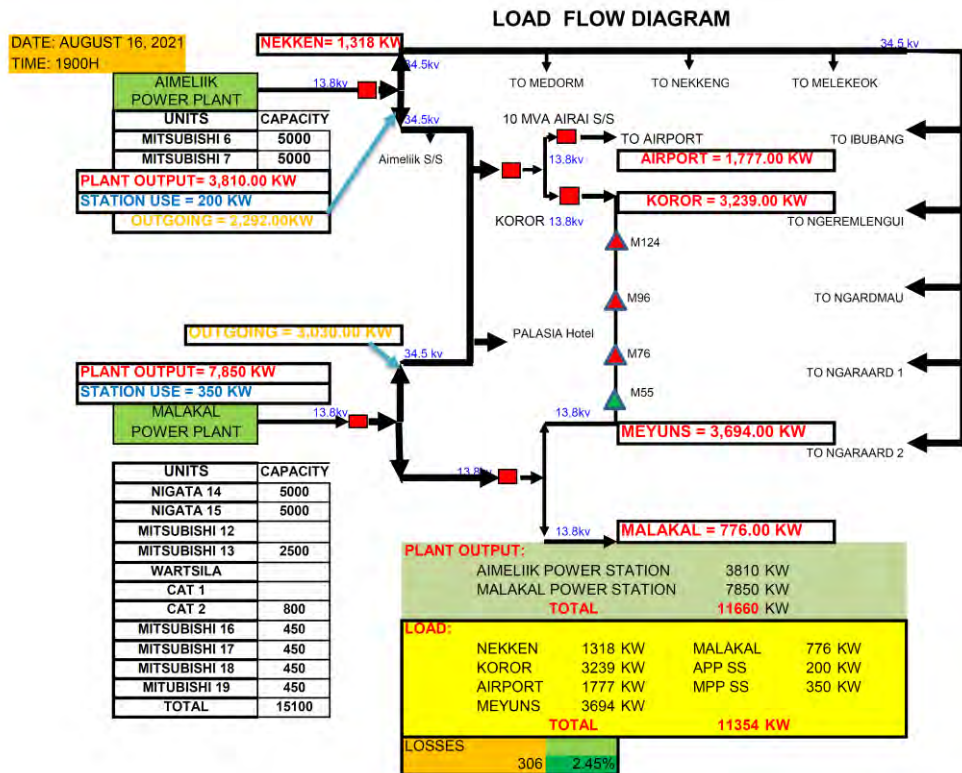 LOAD FLOW DIAGRAM
DATE: AUGUST 16, 2021
TIME: 1900H
NEKKEN= 1,318 KW
34.5kv
34.5kv
13.8kv
AIMELIIK
POWER PLANT
TO MEDORM
TO NEKKENG
TO MELEKEOK
UNITS CAPACITY
MITSUBISHI 6 5000
MITSUBISHI 7 5000
34.5kv
Aimeliik S/S
10 MVA AIRAI S/S
TO AIRPORT
13.8kv
AIRPORT = 1,777.00 KW
TO IBUBANG
PLANT OUTPUT= 3,810.00 KW
STATION USE = 200 KW
OUTGOING = 2,292.00KW
KOROR 13.8kv
KOROR = 3,239.00 KW
TO NGEREMLENGUI
M124
M96
TO NGARDMAU
OUTGOING = 3,030.00 KW
PALASIA Hotel
34.5 kv
M76
TO NGARAARD 1
PLANT OUTPUT= 7,850 KW
STATION USE = 350 KW
M55
MALAKAL
POWER PLANT
13.8kv
13.8kv
MEYUNS = 3,694.00 KW
TO NGARAARD 2
13.8kv
UNITS CAPACITY
NIGATA 14 5000
NIGATA 15 5000
MITSUBISHI 12
MITSUBISHI 13 2500
WARTSILA
CAT 1
CAT 2 800
MITSUBISHI 16 450
MITSUBISHI 17 450
MITSUBISHI 18 450
MITUBISHI 19 450
TOTAL 15100
13.8kv
MALAKAL = 776.00 KW
PLANT OUTPUT:
AIMELIIK POWER STATION 3810 KW
MALAKAL POWER STATION 7850 KW
TOTAL 11660 KW
LOAD:
NEKKEN 1318 KW MALAKAL 776 KW
KOROR 3239 KW APP SS 200 KW
AIRPORT 1777 KW MPP SS 350 KW
MEYUNS 3694 KW
TOTAL 11354 KW
LOSSES
306 2.45%